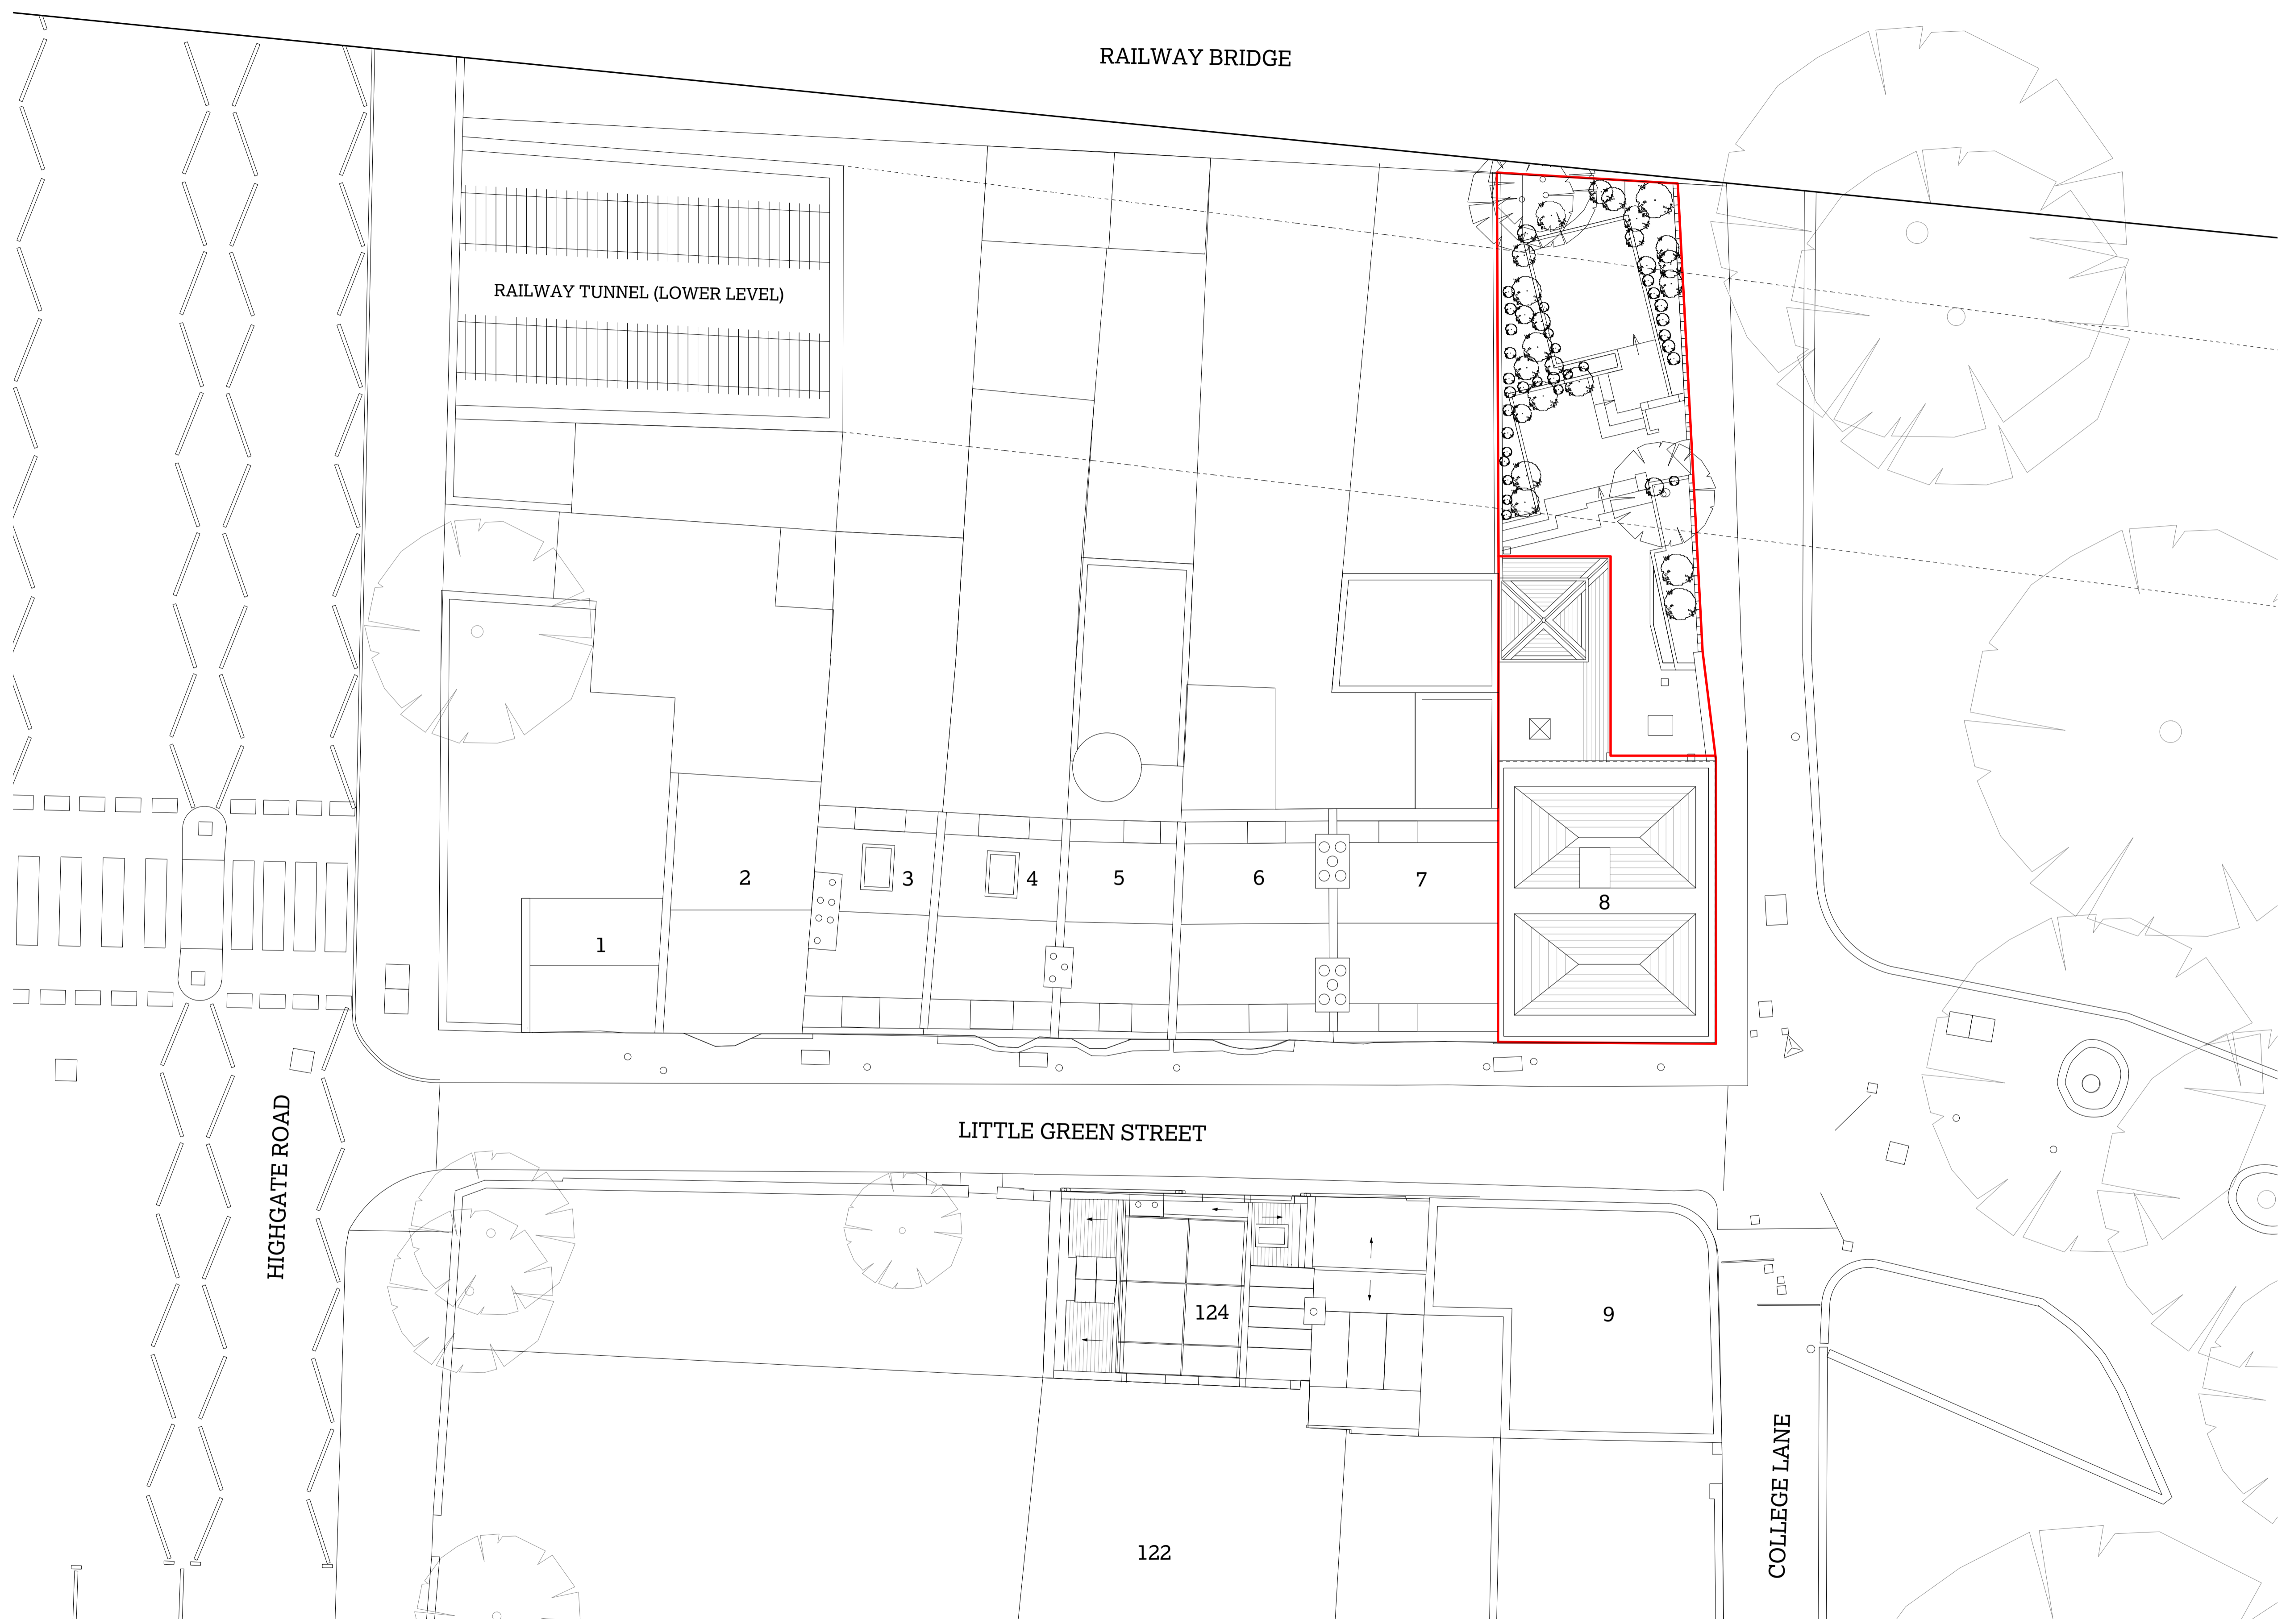 RAILWAY BRIDGE
RAILWAY TUNNEL (LOWER LEVEL)
1
2
3
4
5
6
7
8
LITTLE GREEN STREET
HIGHGATE ROAD
124
9
122
COLLEGE LANE